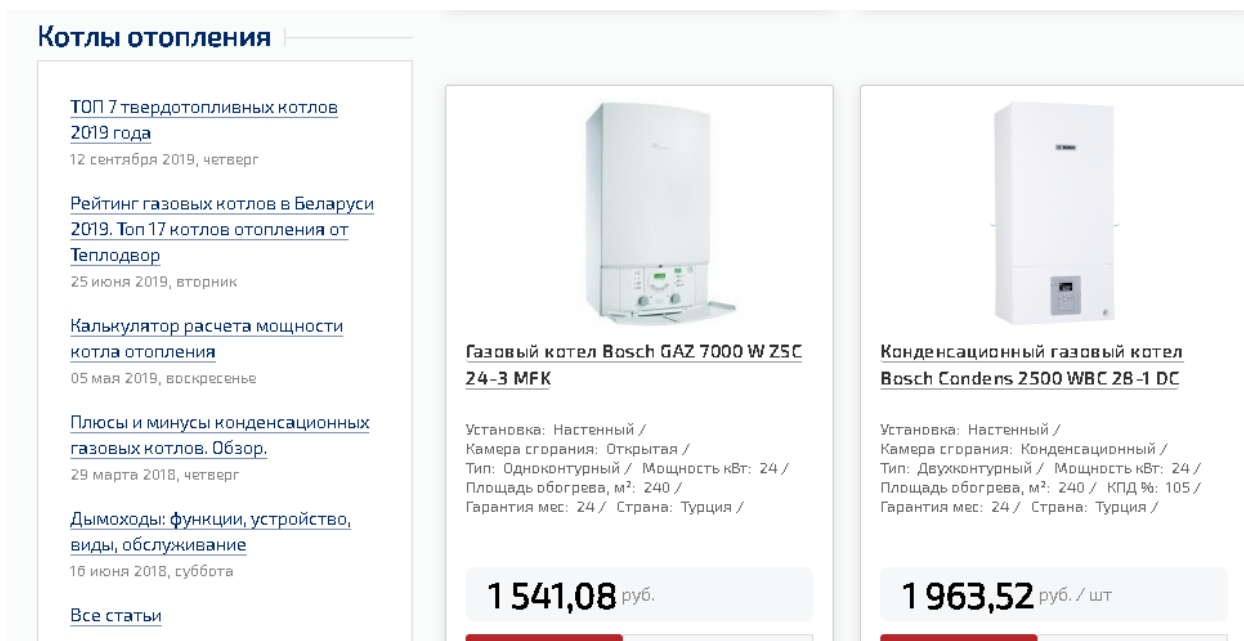 Котлы отопления
ТОП 7 твердотопливных котлов
2019 года
12 сентября 2019, четверг
Рейтинг газовых котлов в Беларуси
2019. Топ 17 котлов отопления от
Теплодвор
25 июня 2019, вторник
Калькулятор расчета мощности
котла отопления
05 мая 2019, воскресенье
Плюсы и минусы конденсационных
газовых котлов. Обзор.
29 марта 2018, четверг
Дымоходы: функции, устройство,
виды, обслуживание
16 июня 2018, суббота
Все статьи
Газовый котел Bosch GAZ 7000 W ZSC
24-3 MFK
Установка: Настенный /
Камера сгорания: Открытая /
Тип: Одноконтурный / Мощность кВт: 24 /
Площадь обогрева, м²: 240 /
Гарантия мес: 24 / Страна: Турция /
1 541,08 руб.
Конденсационный газовый котел
Bosch Condens 2500 WBC 28-1 DC
Установка: Настенный /
Камера сгорания: Конденсационный /
Тип: Двухконтурный / Мощность кВт: 24 /
Площадь обогрева, м²: 240 / КПД %: 105 /
Гарантия мес: 24 / Страна: Турция /
1 963,52 руб. / шт